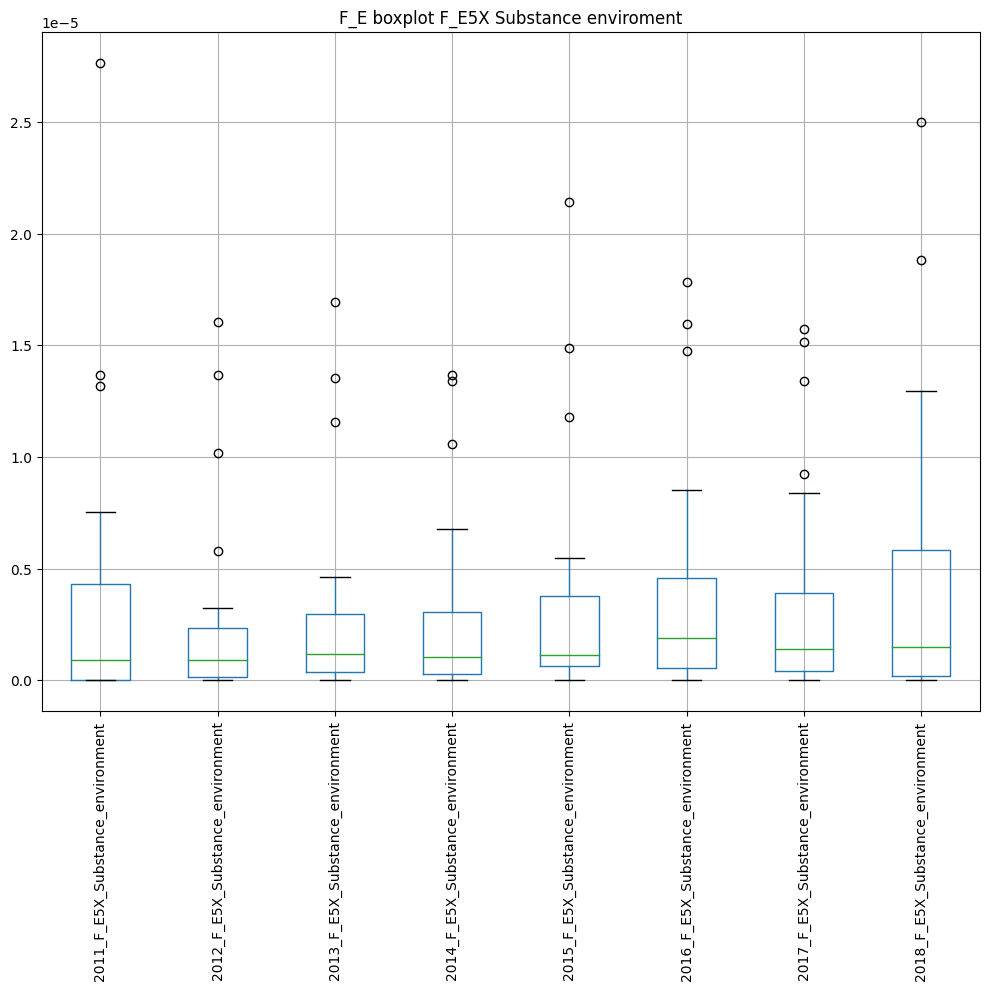 F_E boxplot F_E5X Substance enviroment
1e−5
2.5
2.0
1.5
1.0
0.5
0.0
2011_F_E5X_Substance_environment
2012_F_E5X_Substance_environment
2013_F_E5X_Substance_environment
2014_F_E5X_Substance_environment
2015_F_E5X_Substance_environment
2016_F_E5X_Substance_environment
2017_F_E5X_Substance_environment
2018_F_E5X_Substance_environment